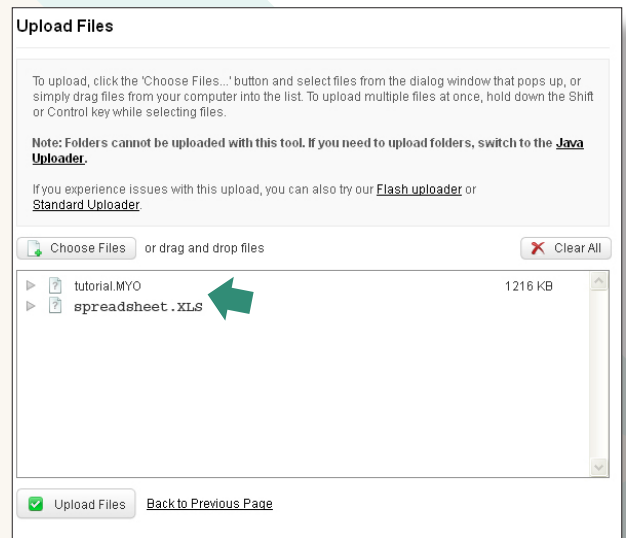 Upload Files
To upload, click the 'Choose Files...' button and select files from the dialog window that pops up, or
simply drag files from your computer into the list. To upload multiple files at once, hold down the Shift
or Control key while selecting files.
Note: Folders cannot be uploaded with this tool. If you need to upload folders, switch to the Java
Uploader.
If you experience issues with this upload, you can also try our Flash uploader or
Standard Uploader.
Choose Files or drag and drop files Clear All
tutorial.MYO 1216 KB
spreadsheet.XLS
Upload Files Back to Previous Page